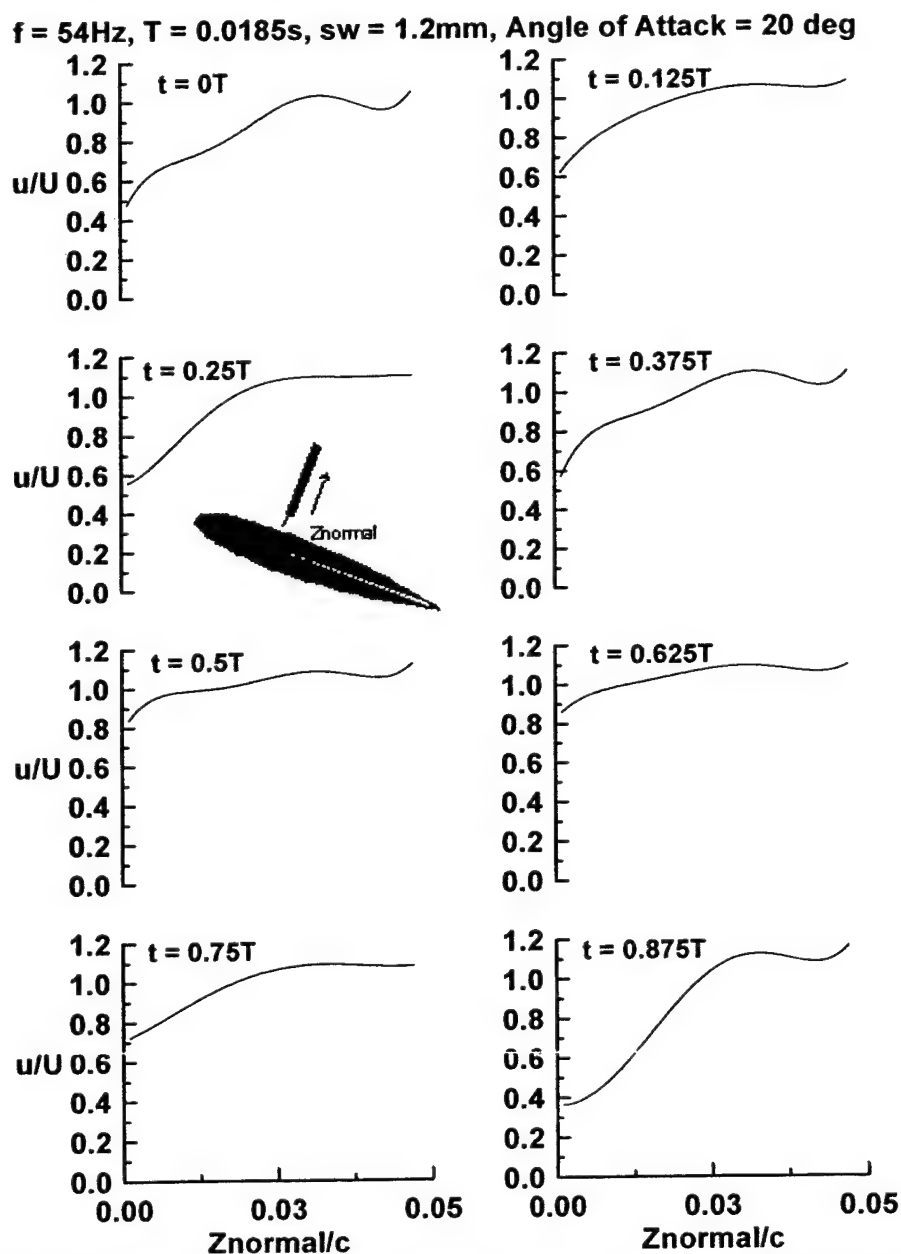 f = 54Hz, T = 0.0185s, sw = 1.2mm, Angle of Attack = 20 deg
1.2
1.0
0.8
u/U 0.6
0.4
0.2
0.0
t = 0T
1.2
1.0
0.8
0.6
0.4
0.2
0.0
t = 0.125T
1.2
1.0
0.8
u/U 0.6
0.4
0.2
0.0
t = 0.25T
Znormal
1.2
1.0
0.8
0.6
0.4
0.2
0.0
t = 0.375T
1.2
1.0
0.8
u/U 0.6
0.4
0.2
0.0
t = 0.5T
1.2
1.0
0.8
0.6
0.4
0.2
0.0
t = 0.625T
1.2
1.0
0.8
u/U 0.6
0.4
0.2
0.0
t = 0.75T
0.00 0.03 0.05
Znormal/c
1.2
1.0
0.8
0.6
0.4
0.2
0.0
t = 0.875T
0.00 0.03 0.05
Znormal/c